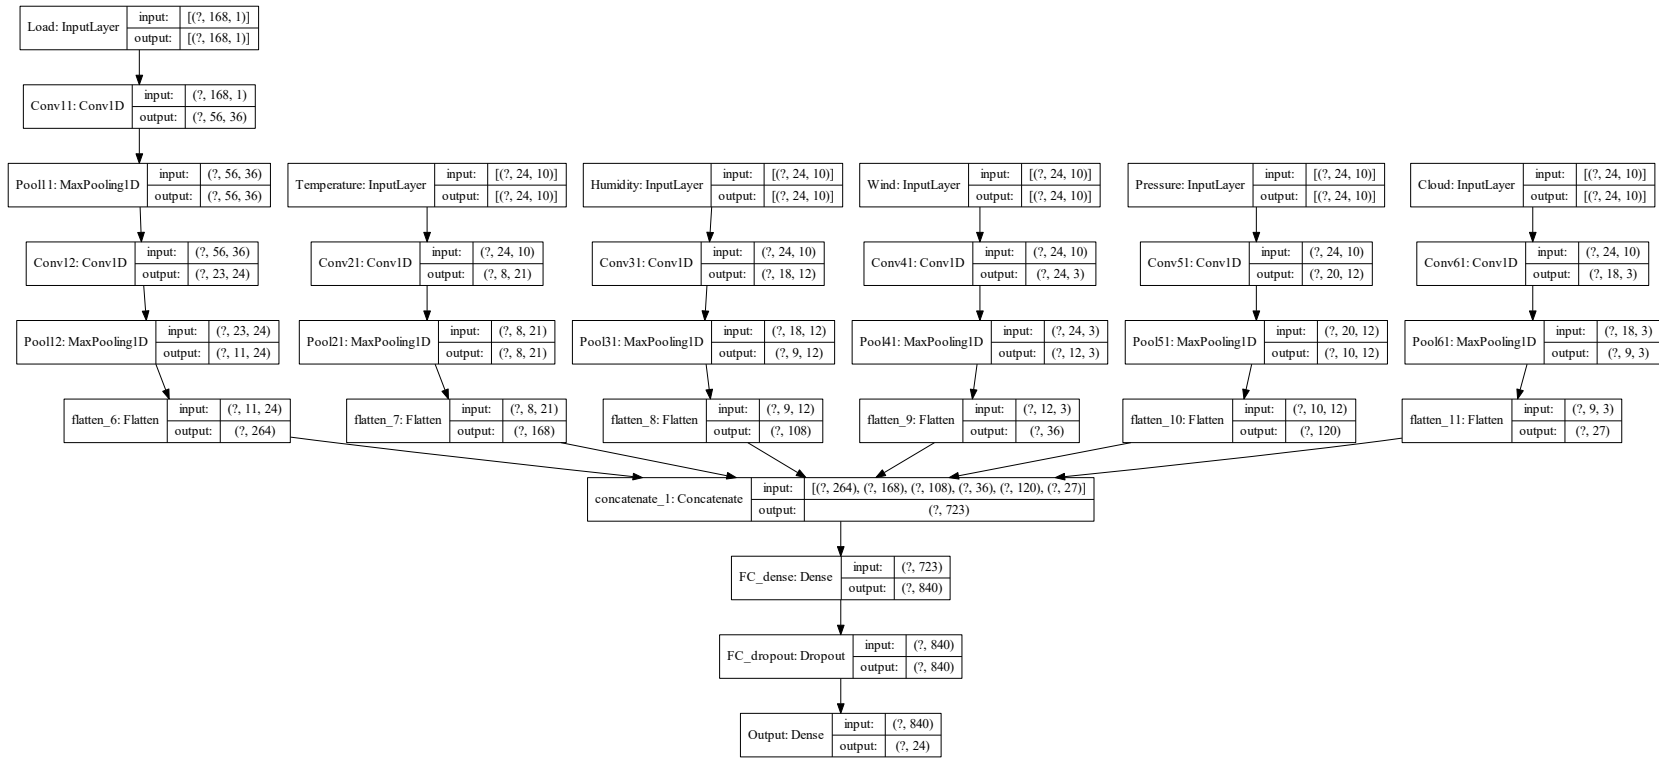 Load: InputLayer
input: [(?, 168, 1)]
output: [(?, 168, 1)]
Conv11: Conv1D
input: (?, 168, 1)
output: (?, 56, 36)
Pool11: MaxPooling1D
input: (?, 56, 36)
output: (?, 56, 36)
Temperature: InputLayer
input: [(?, 24, 10)]
output: [(?, 24, 10)]
Humidity: InputLayer
input: [(?, 24, 10)]
output: [(?, 24, 10)]
Wind: InputLayer
input: [(?, 24, 10)]
output: [(?, 24, 10)]
Pressure: InputLayer
input: [(?, 24, 10)]
output: [(?, 24, 10)]
Cloud: InputLayer
input: [(?, 24, 10)]
output: [(?, 24, 10)]
Conv12: Conv1D
input: (?, 56, 36)
output: (?, 23, 24)
Conv21: Conv1D
input: (?, 24, 10)
output: (?, 8, 21)
Conv31: Conv1D
input: (?, 24, 10)
output: (?, 18, 12)
Conv41: Conv1D
input: (?, 24, 10)
output: (?, 24, 3)
Conv51: Conv1D
input: (?, 24, 10)
output: (?, 20, 12)
Conv61: Conv1D
input: (?, 24, 10)
output: (?, 18, 3)
Pool12: MaxPooling1D
input: (?, 23, 24)
output: (?, 11, 24)
Pool21: MaxPooling1D
input: (?, 8, 21)
output: (?, 8, 21)
Pool31: MaxPooling1D
input: (?, 18, 12)
output: (?, 9, 12)
Pool41: MaxPooling1D
input: (?, 24, 3)
output: (?, 12, 3)
Pool51: MaxPooling1D
input: (?, 20, 12)
output: (?, 10, 12)
Pool61: MaxPooling1D
input: (?, 18, 3)
output: (?, 9, 3)
flatten_6: Flatten
input: (?, 11, 24)
output: (?, 264)
flatten_7: Flatten
input: (?, 8, 21)
output: (?, 168)
flatten_8: Flatten
input: (?, 9, 12)
output: (?, 108)
flatten_9: Flatten
input: (?, 12, 3)
output: (?, 36)
flatten_10: Flatten
input: (?, 10, 12)
output: (?, 120)
flatten_11: Flatten
input: (?, 9, 3)
output: (?, 27)
concatenate_1: Concatenate
input: [(?, 264), (?, 168), (?, 108), (?, 36), (?, 120), (?, 27)]
output: (?, 723)
FC_dense: Dense
input: (?, 723)
output: (?, 840)
FC_dropout: Dropout
input: (?, 840)
output: (?, 840)
Output: Dense
input: (?, 840)
output: (?, 24)